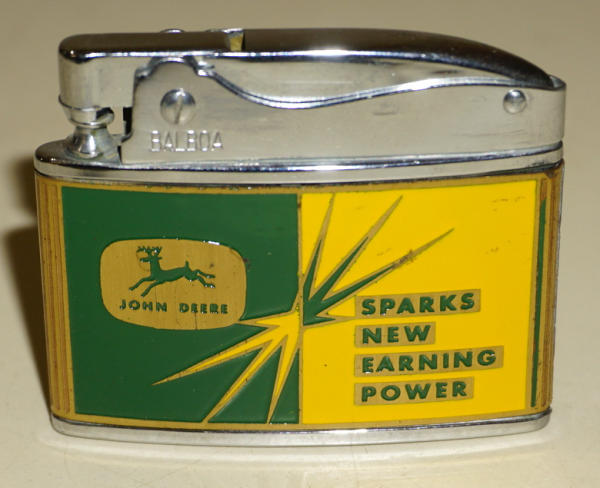 BALBOA
JOHN DEERE
SPARKS
NEW
EARNING
POWER